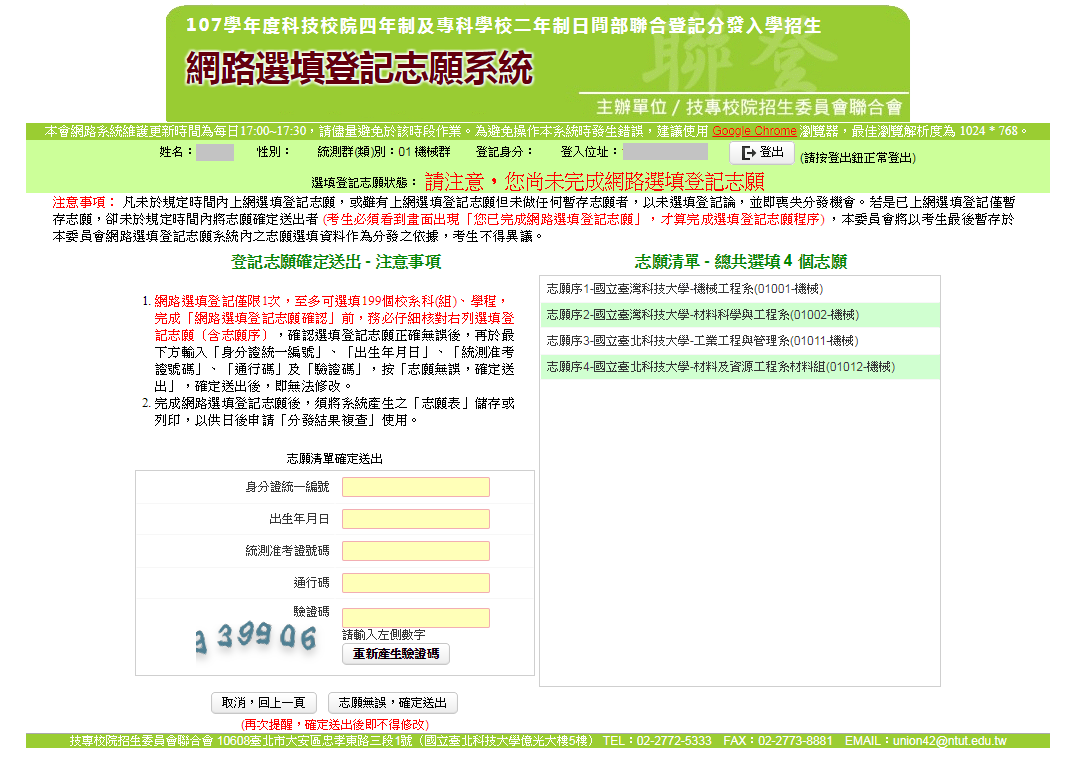 107學年度科技校院四年制及專科學校二年制日間部聯合登記分發入學招生
網路選填登記志願系統
聯登
主辦單位 / 技專校院招生委員會聯合會
本會網路系統維護更新時間為每日17:00~17:30，請儘量避免於該時段作業。為避免操作本系統時發生錯誤，建議使用 Google Chrome 瀏覽器，最佳瀏覽解析度為 1024 * 768。
姓名： 性別： 統測群(類)別：01 機械群 登記身分： 登入位址： 登出 (請按登出鈕正常登出)
選填登記志願狀態： 請注意，您尚未完成網路選填登記志願
注意事項： 凡未於規定時間內上網選填登記志願，或雖有上網選填登記志願但未做任何暫存志願者，以未選填登記論，並即喪失分發機會。若是已上網選填登記僅暫
存志願，卻未於規定時間內將志願確定送出者 (考生必須看到畫面出現「您已完成網路選填登記志願」，才算完成選填登記志願程序) ，本委員會將以考生最後暫存於
本委員會網路選填登記志願系統內之志願選填資料作為分發之依據，考生不得異議。
登記志願確定送出 - 注意事項
1. 網路選填登記僅限1次，至多可選填199個校系科(組)、學程，
完成「網路選填登記志願確認」前，務必仔細核對右列選填登
記志願〔含志願序〕，確認選填登記志願正確無誤後，再於最
下方輸入「身分證統一編號」、「出生年月日」、「統測准考
證號碼」、「通行碼」及「驗證碼」，按「志願無誤，確定送
出」，確定送出後，即無法修改。
2. 完成網路選填登記志願後，須將系統產生之「志願表」儲存或
列印，以供日後申請「分發結果複查」使用。
志願清單 - 總共選填 4 個志願
志願序1-國立臺灣科技大學-機械工程系(01001-機械)
志願序2-國立臺灣科技大學-材料科學與工程系(01002-機械)
志願序3-國立臺北科技大學-工業工程與管理系(01011-機械)
志願序4-國立臺北科技大學-材料及資源工程系材料組(01012-機械)
志願清單確定送出
身分證統一編號
出生年月日
統測准考證號碼
通行碼
驗證碼
39906
請輸入左側數字
重新產生驗證碼
取消，回上一頁 志願無誤，確定送出
(再次提醒，確定送出後即不得修改)
技專校院招生委員會聯合會 10608臺北市大安區忠孝東路三段1號（國立臺北科技大學億光大樓5樓） TEL：02-2772-5333 FAX：02-2773-8881 EMAIL：union42@ntut.edu.tw